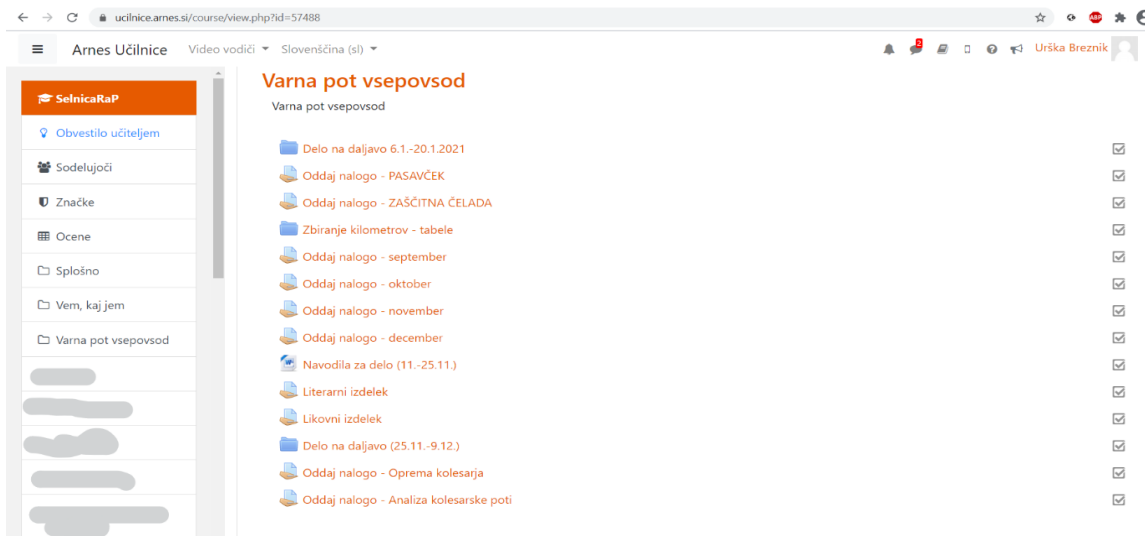 ucilnice.arnes.si/course/view.php?id=57488
ABP
Arnes Učilnice Video vodiči Slovenščina (sl) 2 Urška Breznik
SelnicaRaP
Obvestilo učiteljem
Sodelujoči
Značke
Ocene
Splošno
Vem, kaj jem
Varna pot vsepovsod
Varna pot vsepovsod
Varna pot vsepovsod
Delo na daljavo 6.1.-20.1.2021
Oddaj nalogo - PASAVČEK
Oddaj nalogo - ZAŠČITNA ČELADA
Zbiranje kilometrov - tabele
Oddaj nalogo - september
Oddaj nalogo - oktober
Oddaj nalogo - november
Oddaj nalogo - december
Navodila za delo (11.-25.11.)
Literarni izdelek
Likovni izdelek
Delo na daljavo (25.11.-9.12.)
Oddaj nalogo - Oprema kolesarja
Oddaj nalogo - Analiza kolesarske poti